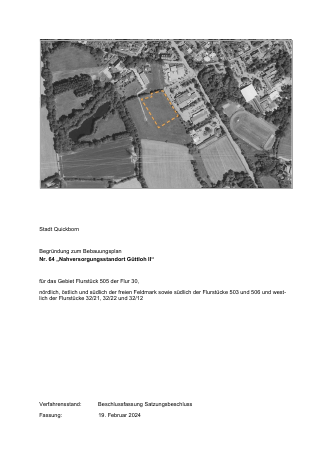 Stadt Quickborn
Begründung zum Bebauungsplan
Nr. 64 „Nahversorgungsstandort Güttloh II“
für das Gebiet Flurstück 505 der Flur 30,
nördlich, östlich und südlich der freien Feldmark sowie südlich der Flurstücke 503 und 506 und west-
lich der Flurstücke 32/21, 32/22 und 32/12
Verfahrensstand: Beschlussfassung Satzungsbeschluss
Fassung: 19. Februar 2024